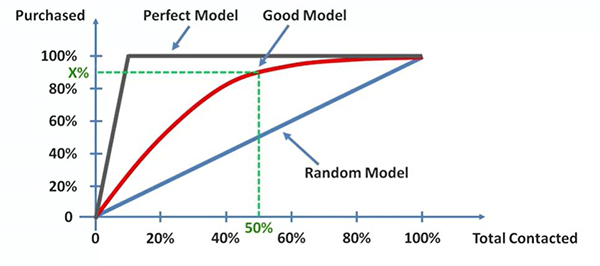 Purchased
Perfect Model
Good Model
100%
X%
80%
60%
40%
20%
0
Random Model
0
20%
40%
50%
60%
80%
100%
Total Contacted